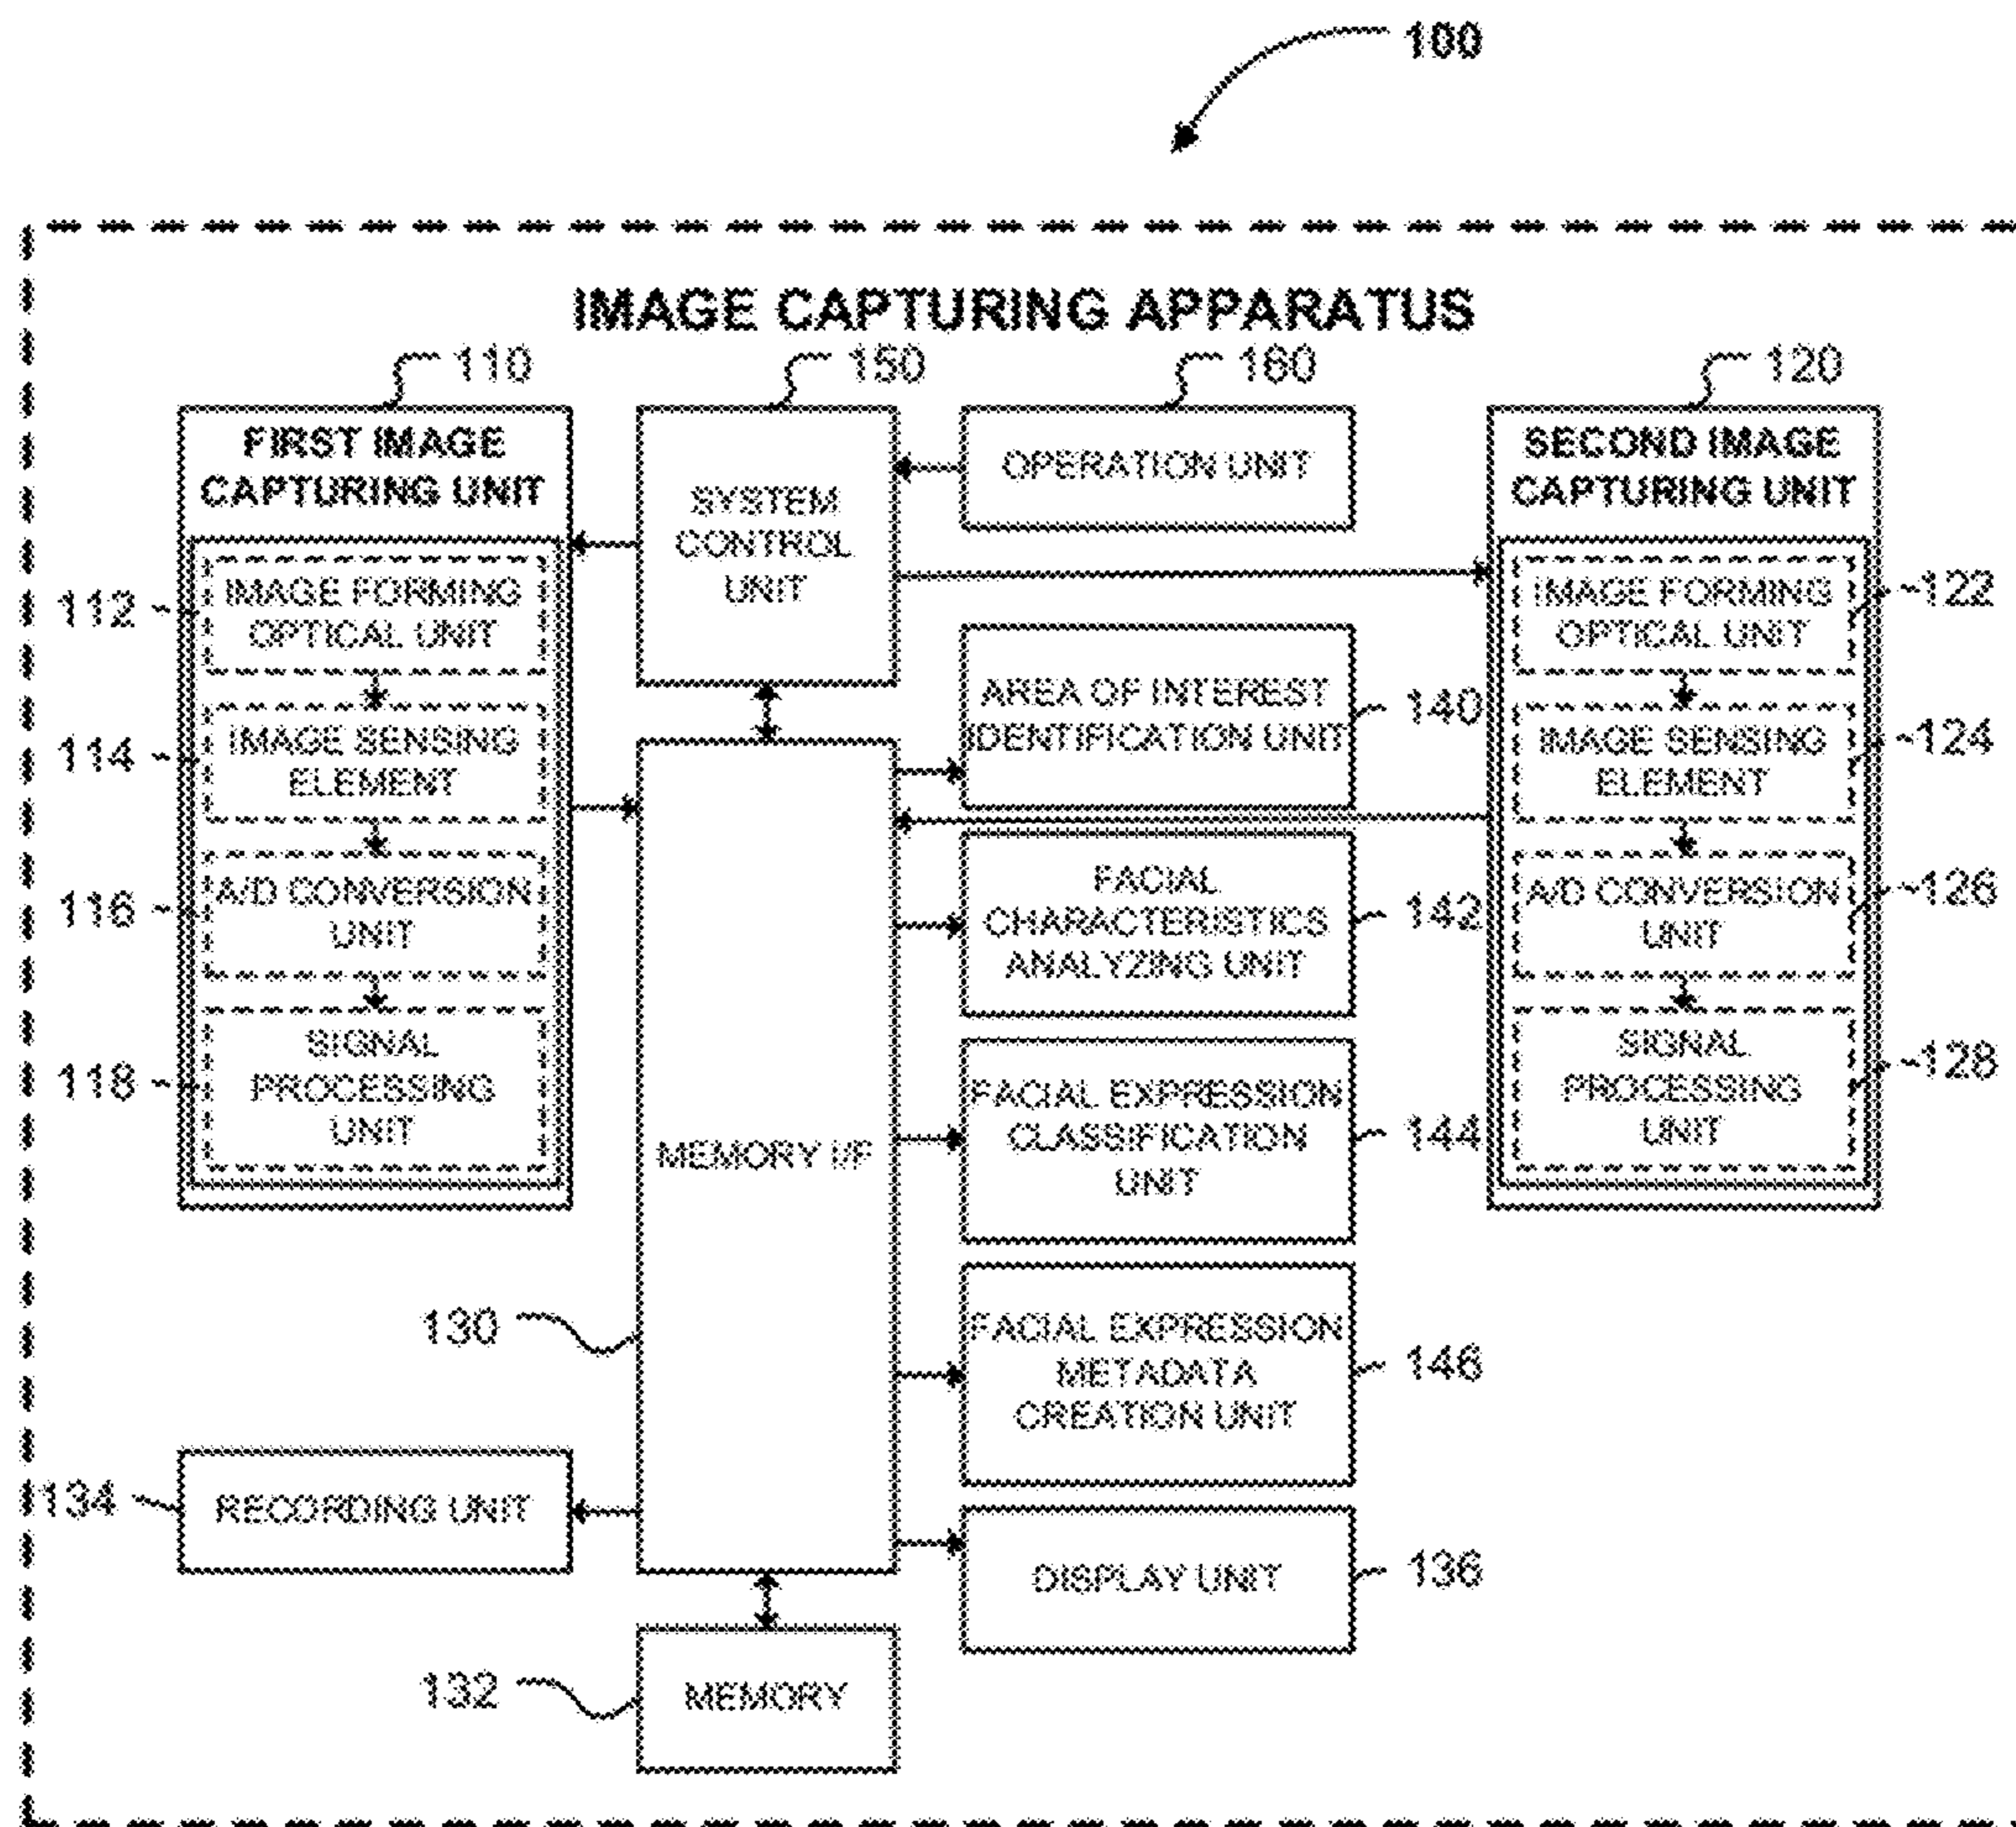 100
IMAGE CAPTURING APPARATUS
110
150
160
120
FIRST IMAGE
CAPTURING UNIT
112
IMAGE FORMING
OPTICAL UNIT
114
IMAGE SENSING
ELEMENT
116
A/D CONVERSION
UNIT
118
SIGNAL
PROCESSING
UNIT
SYSTEM
CONTROL
UNIT
OPERATION UNIT
AREA OF INTEREST
IDENTIFICATION UNIT
140
FACIAL
CHARACTERISTICS
ANALYZING UNIT
142
FACIAL EXPRESSION
CLASSIFICATION
UNIT
144
FACIAL EXPRESSION
METADATA
CREATION UNIT
146
DISPLAY UNIT
136
SECOND IMAGE
CAPTURING UNIT
IMAGE FORMING
OPTICAL UNIT
122
IMAGE SENSING
ELEMENT
124
A/D CONVERSION
UNIT
126
SIGNAL
PROCESSING
UNIT
128
MEMORY I/F
130
134
RECORDING UNIT
132
MEMORY